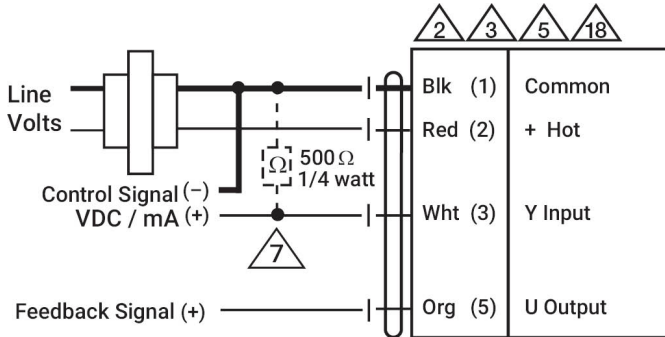 2 3 5 18
Line
Volts
Blk (1) Common
Red (2) + Hot
Ω 500 Ω
1/4 watt
Control Signal (–)
VDC / mA (+)
Wht (3) Y Input
7
Feedback Signal (+)
Org (5) U Output